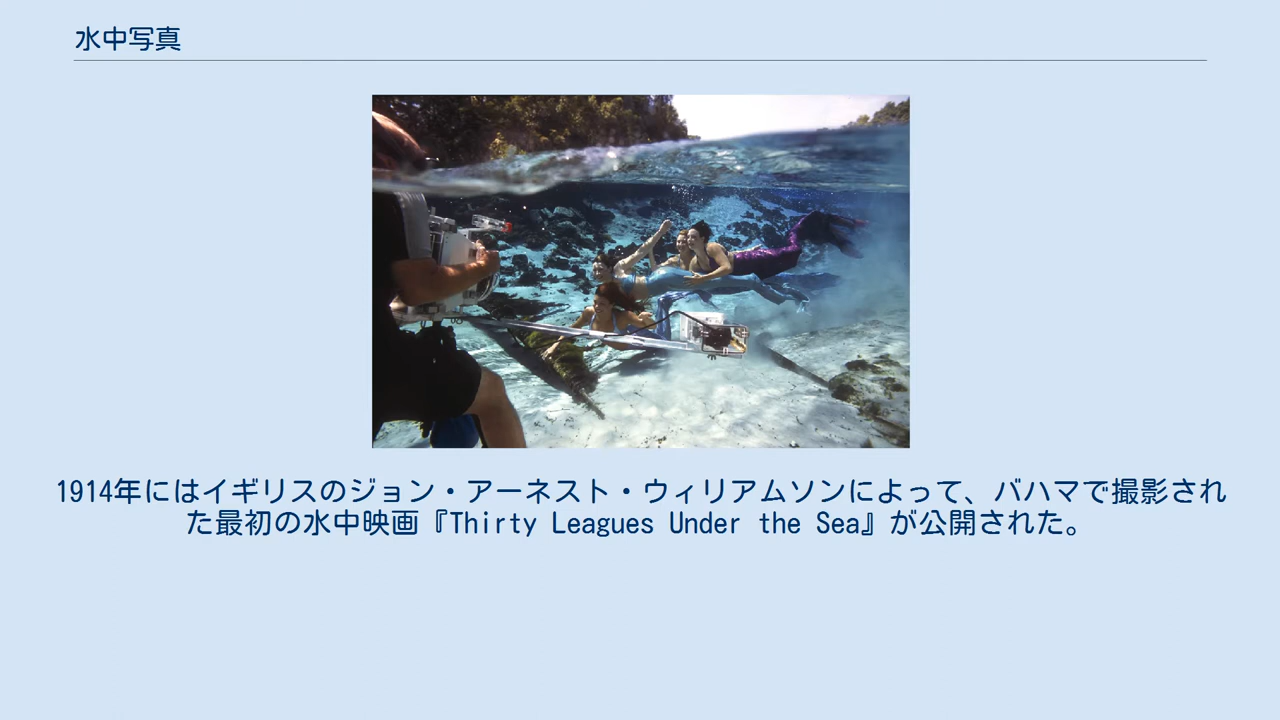 水中写真
1914年にはイギリスのジョン・アーネスト・ウィリアムソンによって、バハマで撮影され
た最初の水中映画『Thirty Leagues Under the Sea』が公開された。